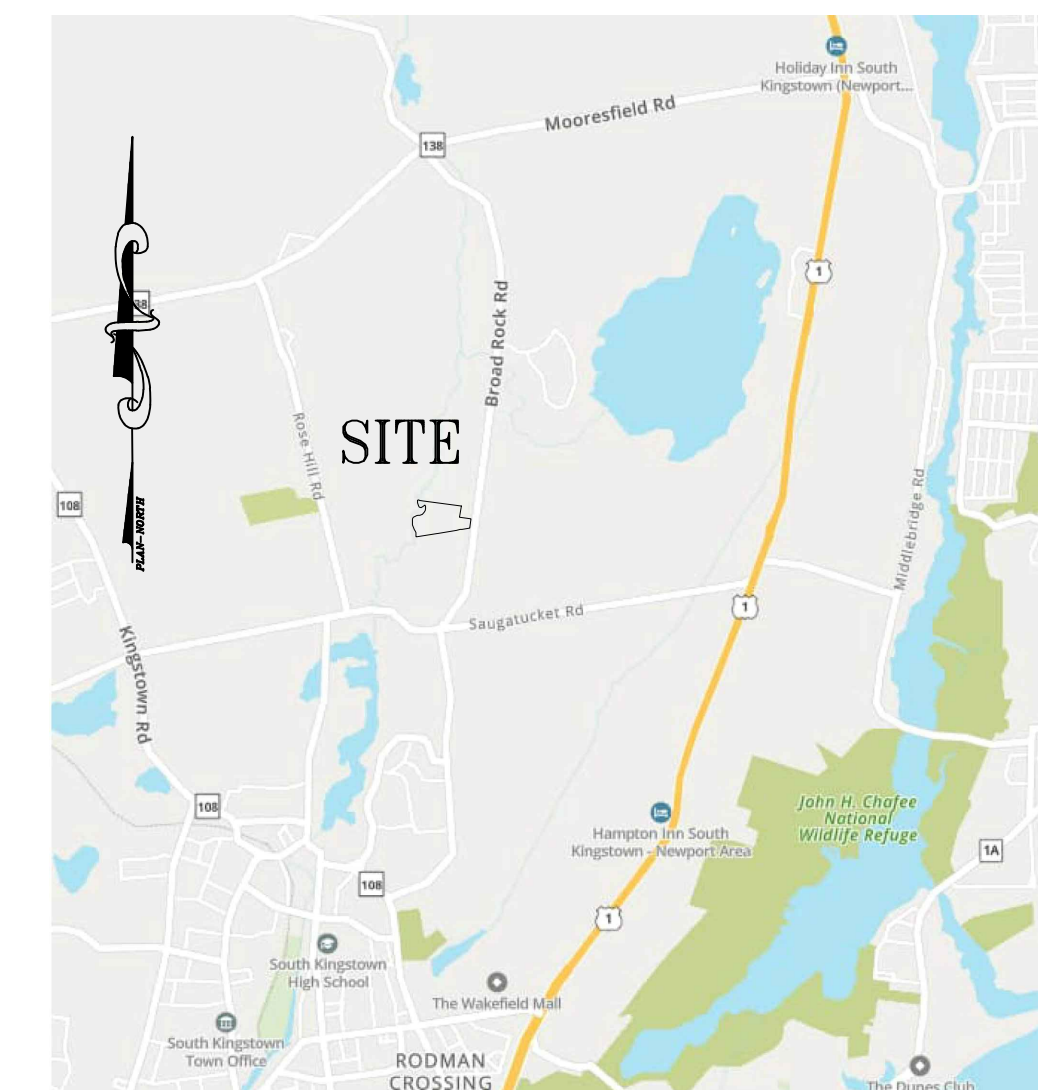 Holiday Inn South
Kingstown (Newport...
Mooresfield Rd
138
1
38
Broad Rock Rd
Rose Hill Rd
SITE
108
PLAN-NORTH
Middlebridge Rd
1
Saugatucket Rd
Kingstown Rd
108
John H. Chafee
National
Wildlife Refuge
Hampton Inn South
Kingstown - Newport Area
1A
108
1
South Kingstown
High School
The Wakefield Mall
South Kingstown
Town Office
RODMAN
CROSSING
The Dunes Club